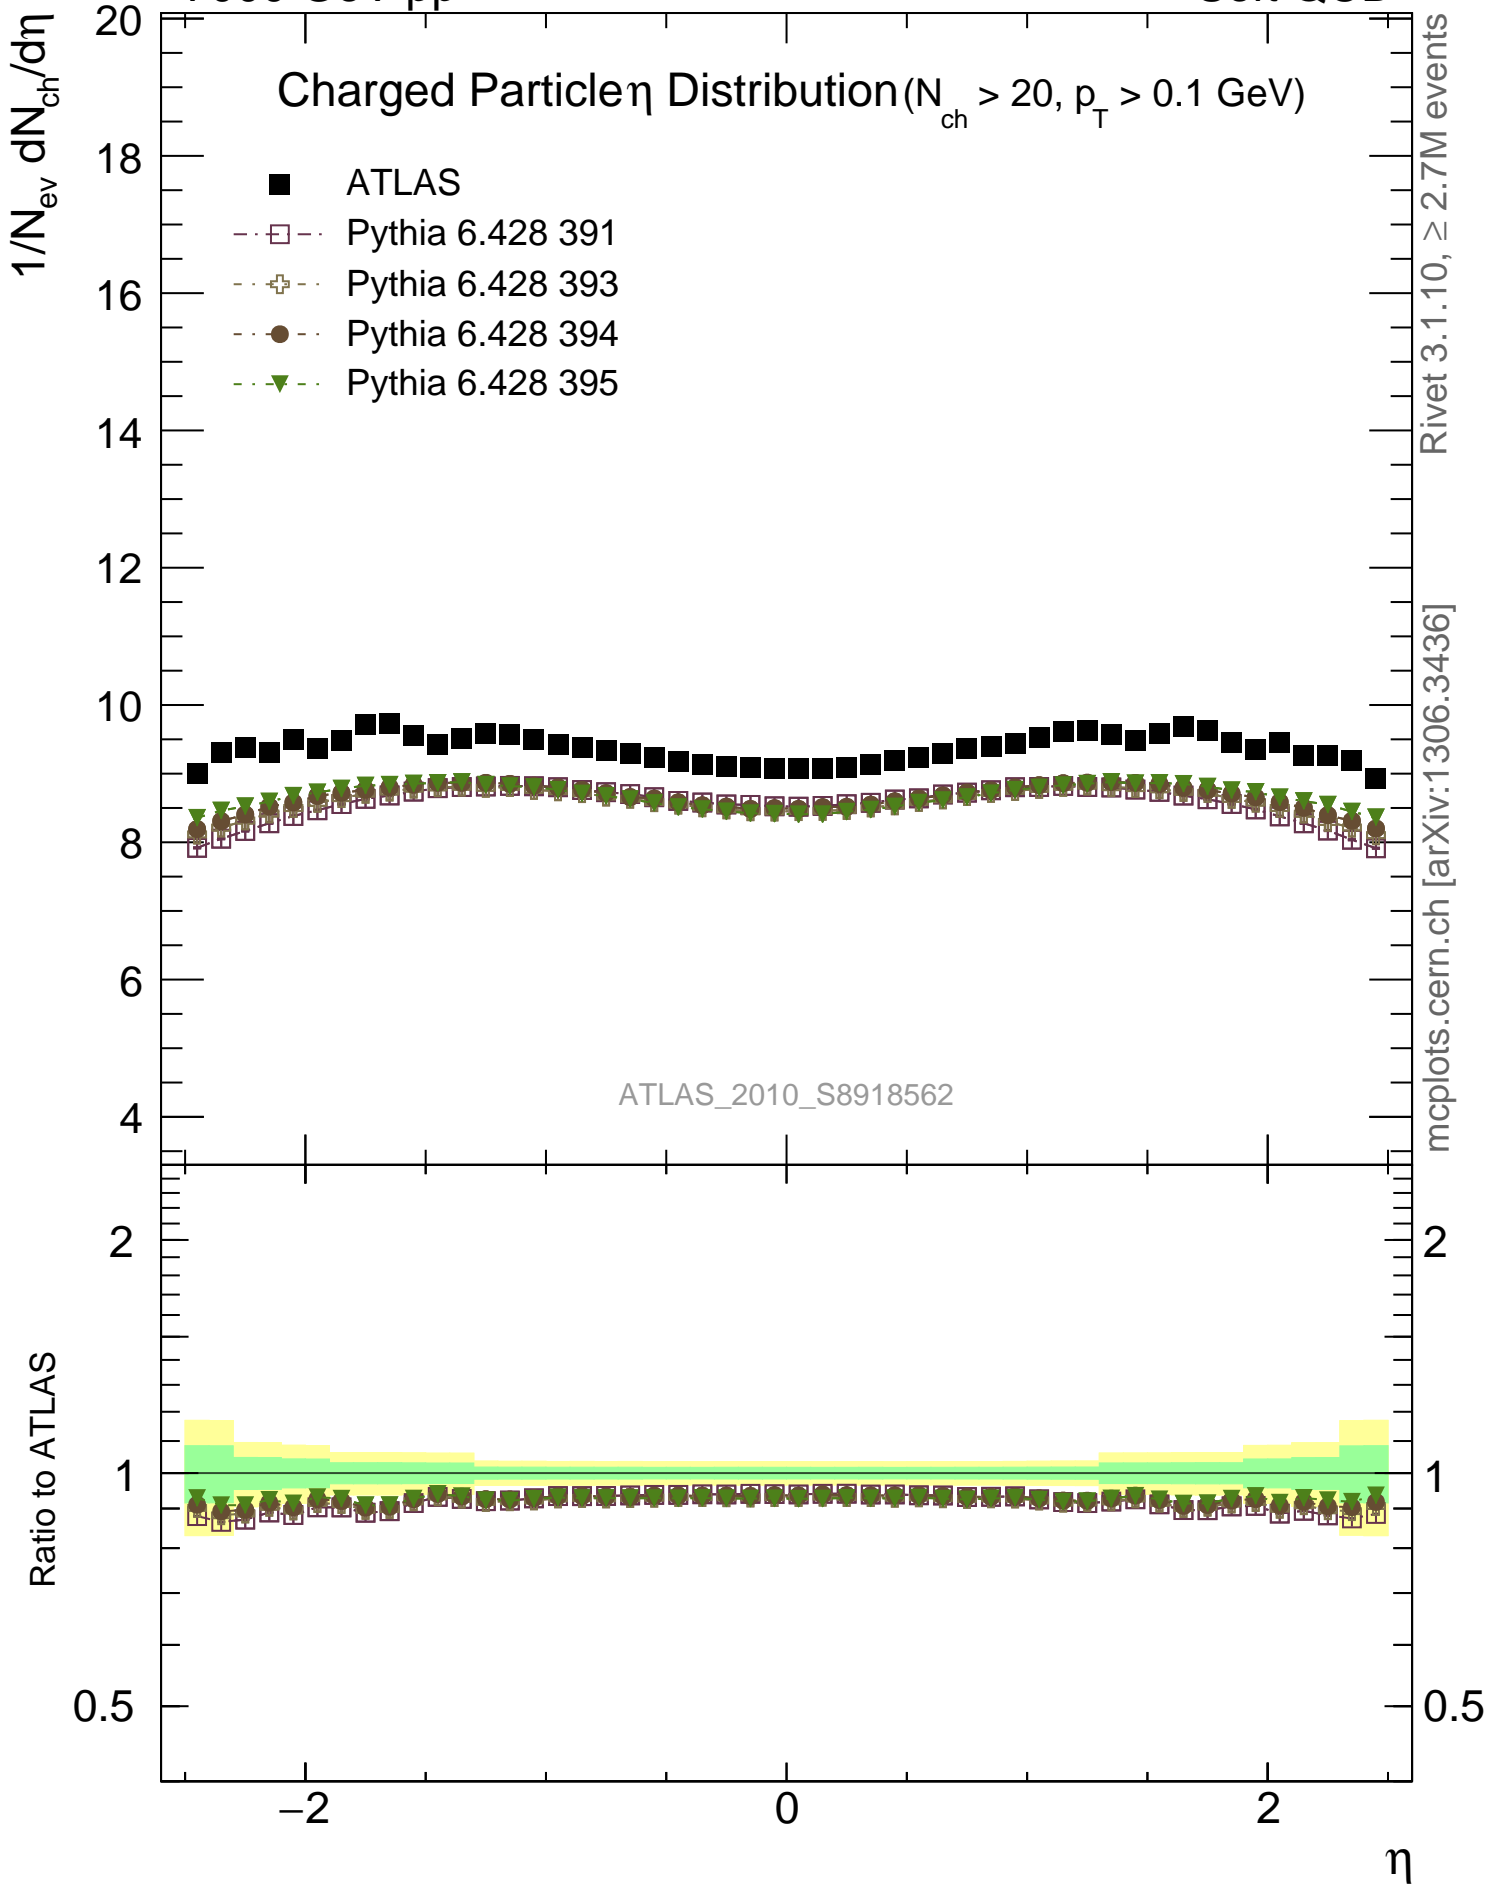 20
18
16
14
12
10
8
6
4
1/N_ev dN_ch/dη
Charged Particle η Distribution (N_ch > 20, p_T > 0.1 GeV)
ATLAS
Pythia 6.428 391
Pythia 6.428 393
Pythia 6.428 394
Pythia 6.428 395
ATLAS_2010_S8918562
Rivet 3.1.10, ≥ 2.7M events
mcplots.cern.ch [arXiv:1306.3436]
Ratio to ATLAS
2
1
0.5
2
1
0.5
−2
0
2
η